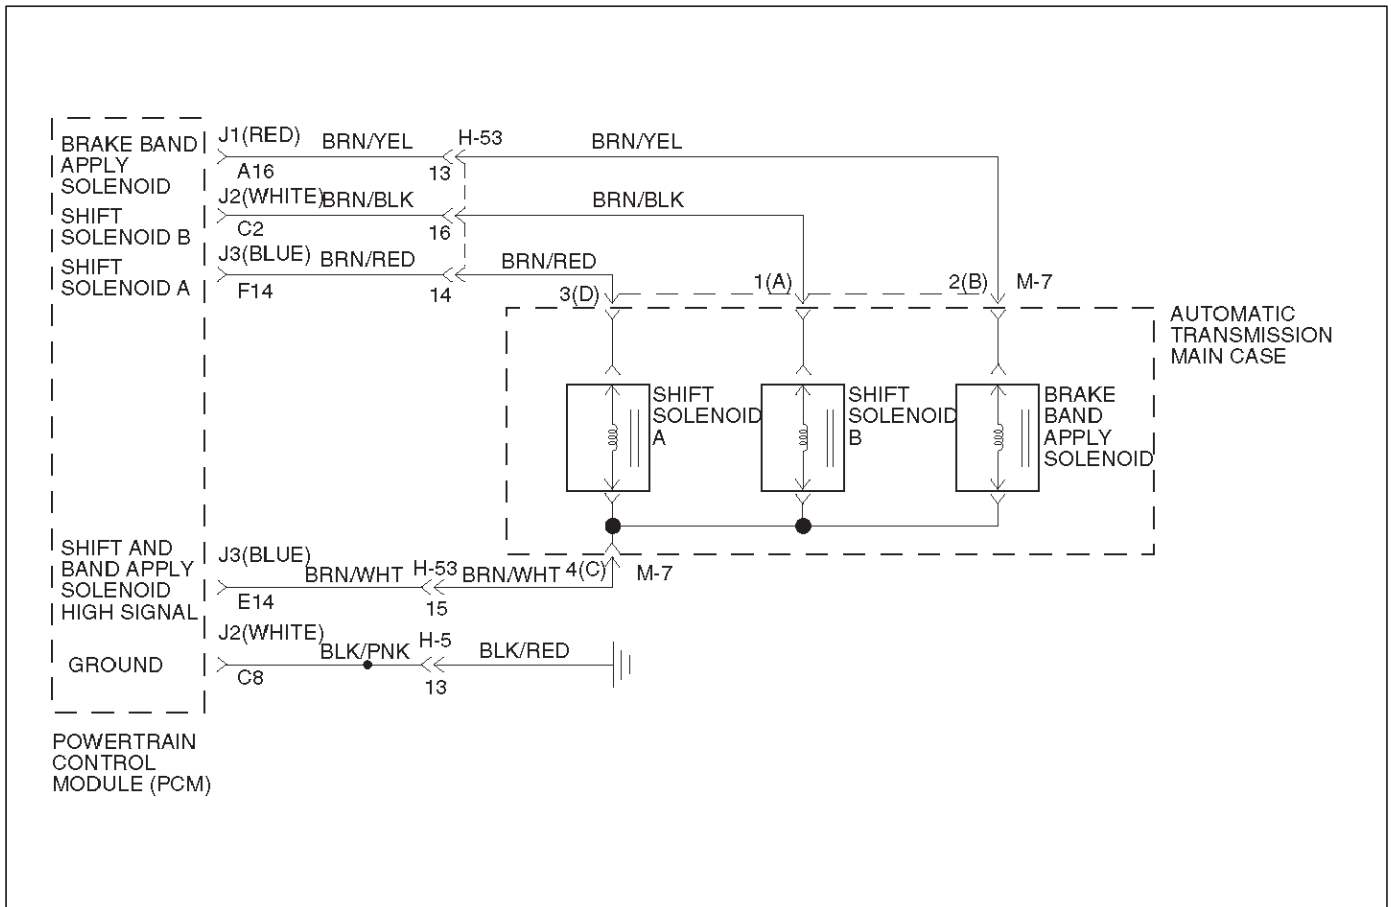 BRAKE BAND
APPLY
SOLENOID
J1(RED)
A16
BRN/YEL
H-53
13
BRN/YEL
SHIFT
SOLENOID B
J2(WHITE)
C2
BRN/BLK
16
BRN/BLK
SHIFT
SOLENOID A
J3(BLUE)
F14
BRN/RED
14
BRN/RED
3(D)
1(A)
2(B)
M-7
AUTOMATIC
TRANSMISSION
MAIN CASE
SHIFT
SOLENOID
A
SHIFT
SOLENOID
B
BRAKE
BAND
APPLY
SOLENOID
SHIFT AND
BAND APPLY
SOLENOID
HIGH SIGNAL
J3(BLUE)
E14
BRN/WHT
H-53
15
BRN/WHT
4(C)
M-7
GROUND
J2(WHITE)
C8
BLK/PNK
H-5
13
BLK/RED
POWERTRAIN
CONTROL
MODULE (PCM)